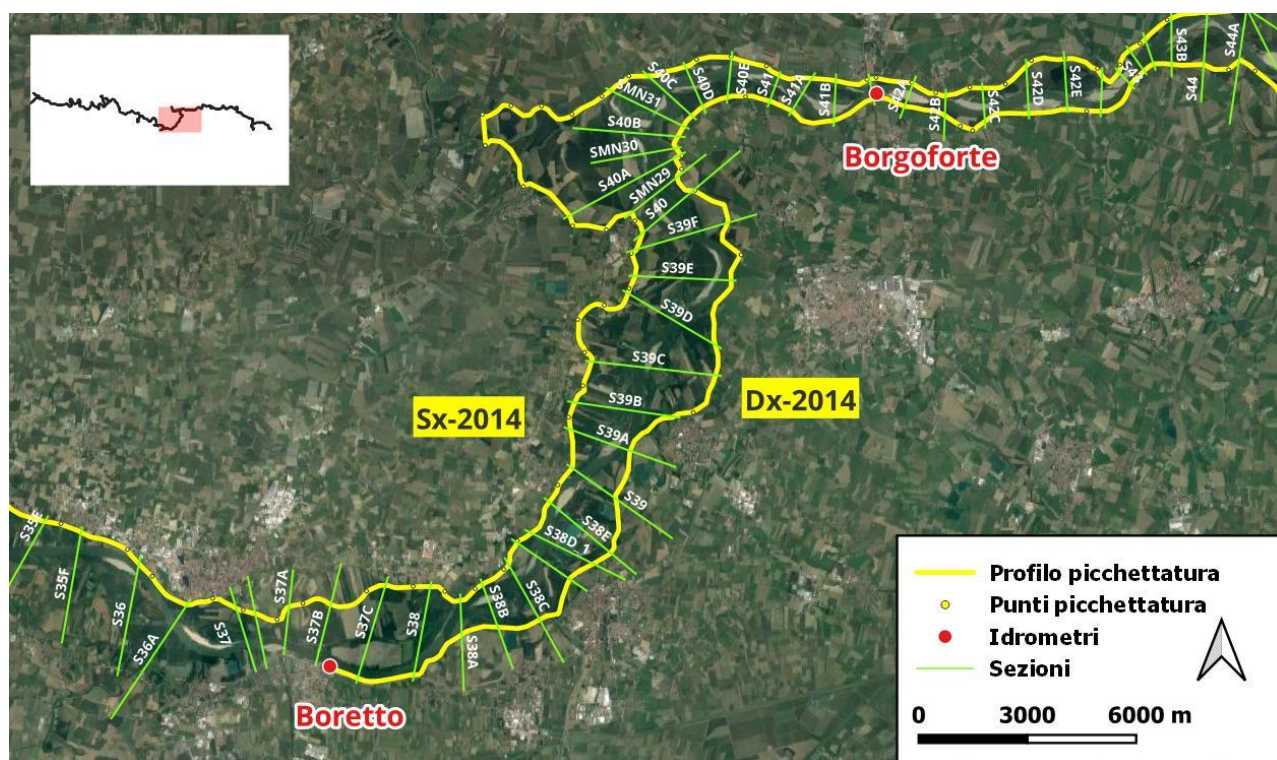 S40C
S40D
S40E
S41
S41A
S41B
S42A
S42B
S42C
S42D
S42E
S43
S43B
S44
S44A
SMN31
S40B
SMN30
S40A
SMN29
S40
Borgoforte
S39F
S39E
S39D
S39C
S39B
S39A
Sx-2014
Dx-2014
S39
S38E
S38D_1
S35E
S35F
S36
S36A
S37
S37A
S37B
S37C
S38
S38A
S38B
S38C
Boretto
Profilo picchettatura
Punti picchettatura
Idrometri
Sezioni
0 3000 6000 m